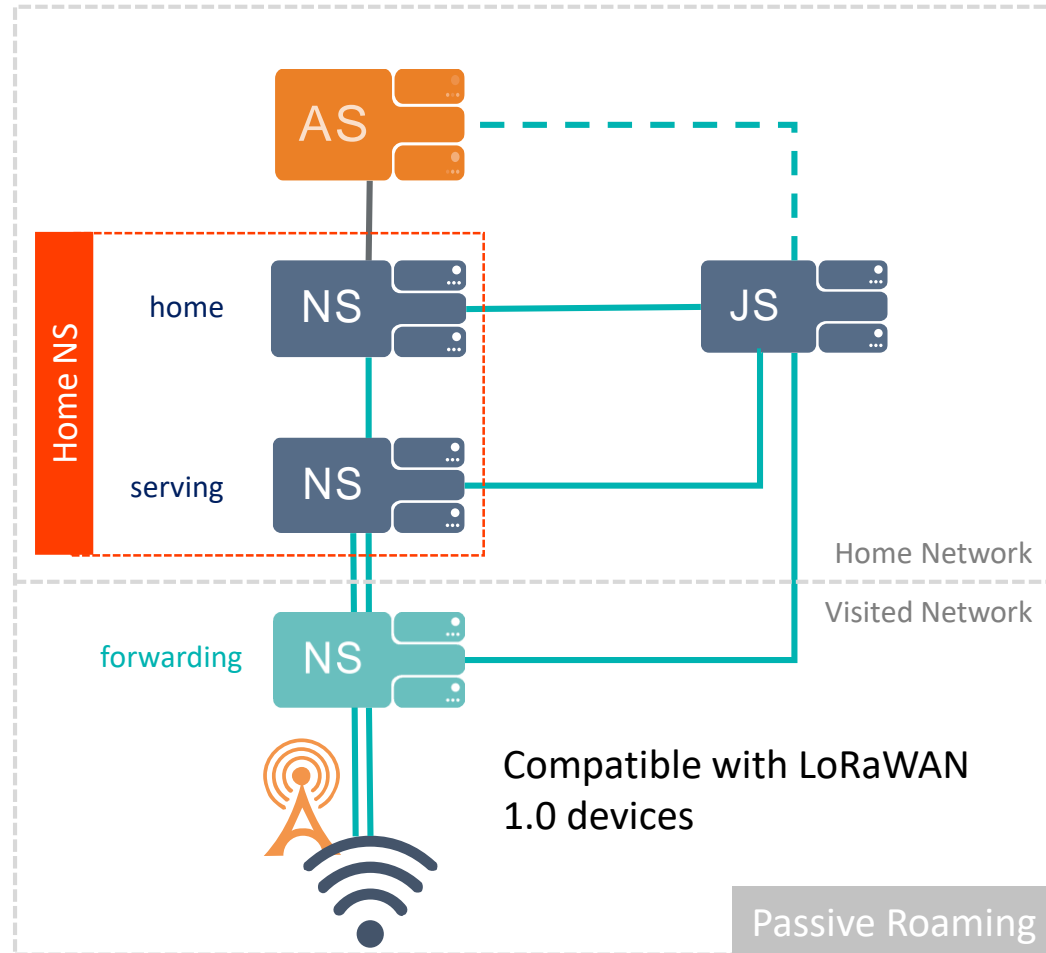 AS
Home NS
home
NS
JS
serving
NS
Home Network
Visited Network
forwarding
NS
Compatible with LoRaWAN
1.0 devices
Passive Roaming